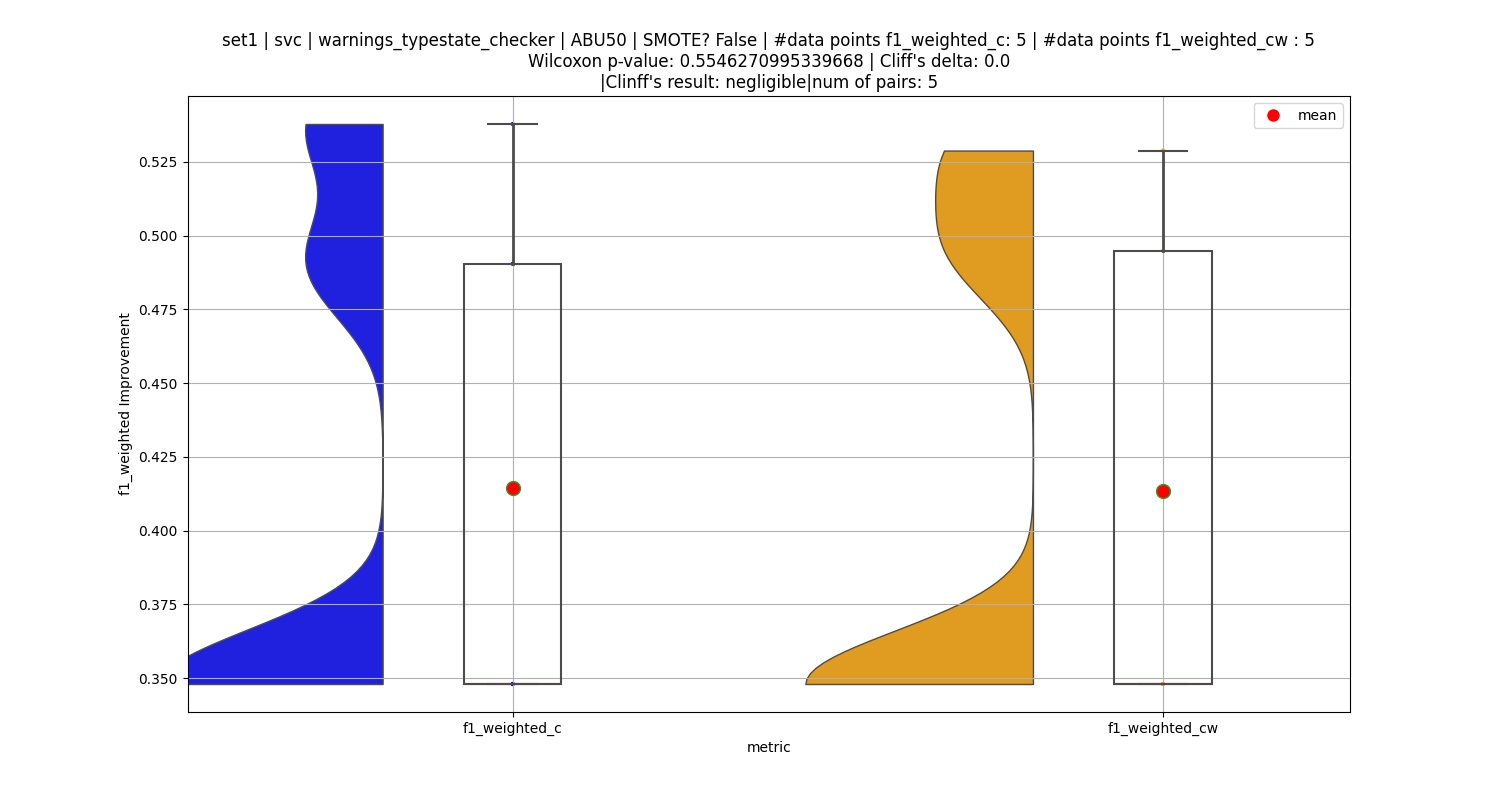 set1 | svc | warnings_typestate_checker | ABU50 | SMOTE? False | #data points f1_weighted_c: 5 | #data points f1_weighted_cw : 5
Wilcoxon p-value: 0.5546270995339668 | Cliff's delta: 0.0
|Clinff's result: negligible|num of pairs: 5
mean
f1_weighted Improvement
0.525
0.500
0.475
0.450
0.425
0.400
0.375
0.350
f1_weighted_c
f1_weighted_cw
metric